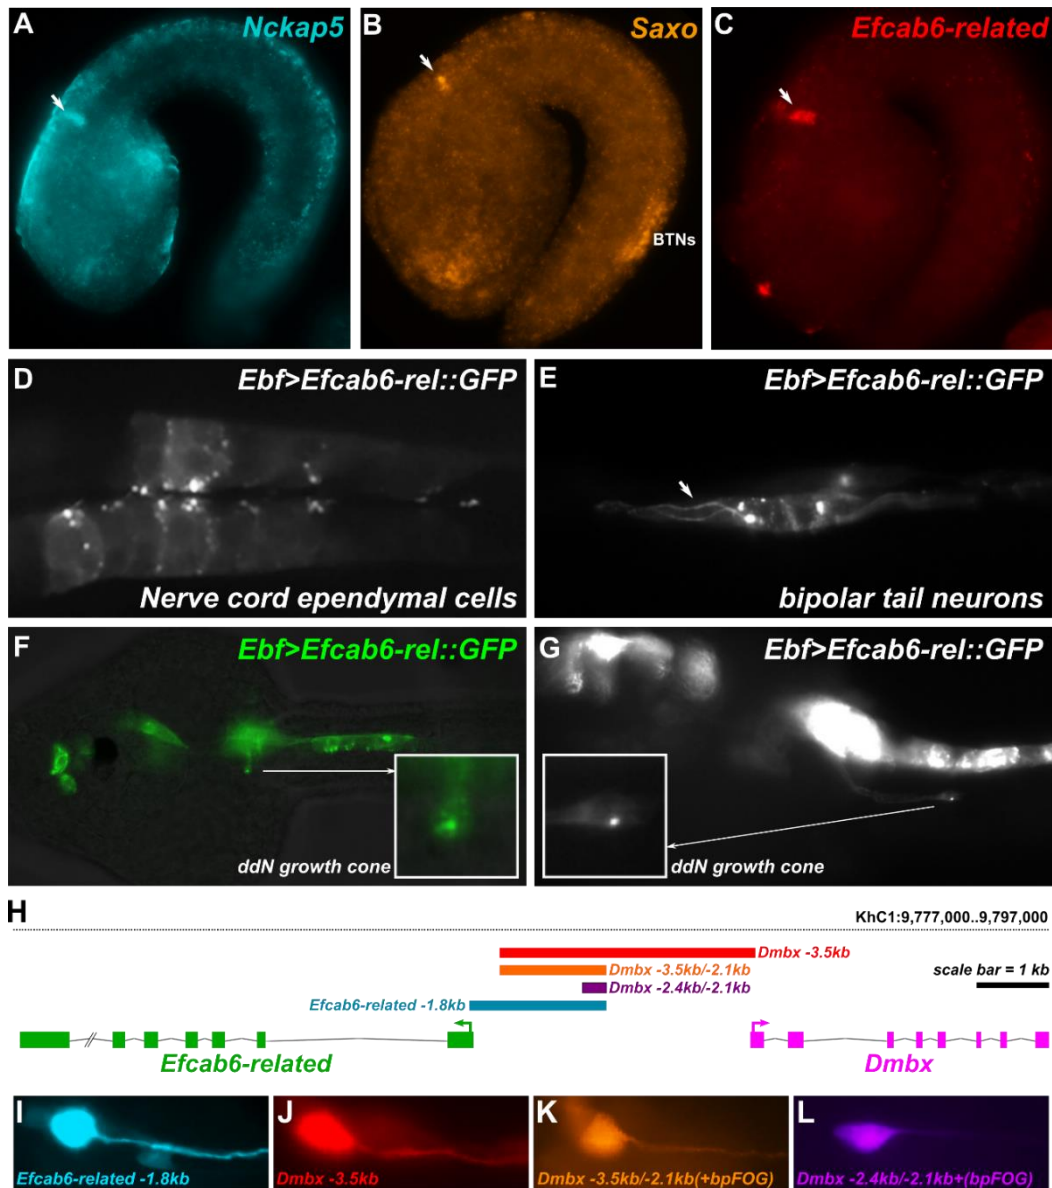 A
Nckap5
B
Saxo
C
Efcab6-related
BTNs
D
Ebf>Efcab6-rel::GFP
Nerve cord ependymal cells
E
Ebf>Efcab6-rel::GFP
bipolar tail neurons
F
Ebf>Efcab6-rel::GFP
ddN growth cone
G
Ebf>Efcab6-rel::GFP
ddN growth cone
H
KhC1:9,777,000..9,797,000
Dmbx -3.5kb
Dmbx -3.5kb/-2.1kb
scale bar = 1 kb
Dmbx -2.4kb/-2.1kb
Efcab6-related -1.8kb
Efcab6-related
Dmbx
I
Efcab6-related -1.8kb
J
Dmbx -3.5kb
K
Dmbx -3.5kb/-2.1kb(+bpFOG)
L
Dmbx -2.4kb/-2.1kb+(bpFOG)